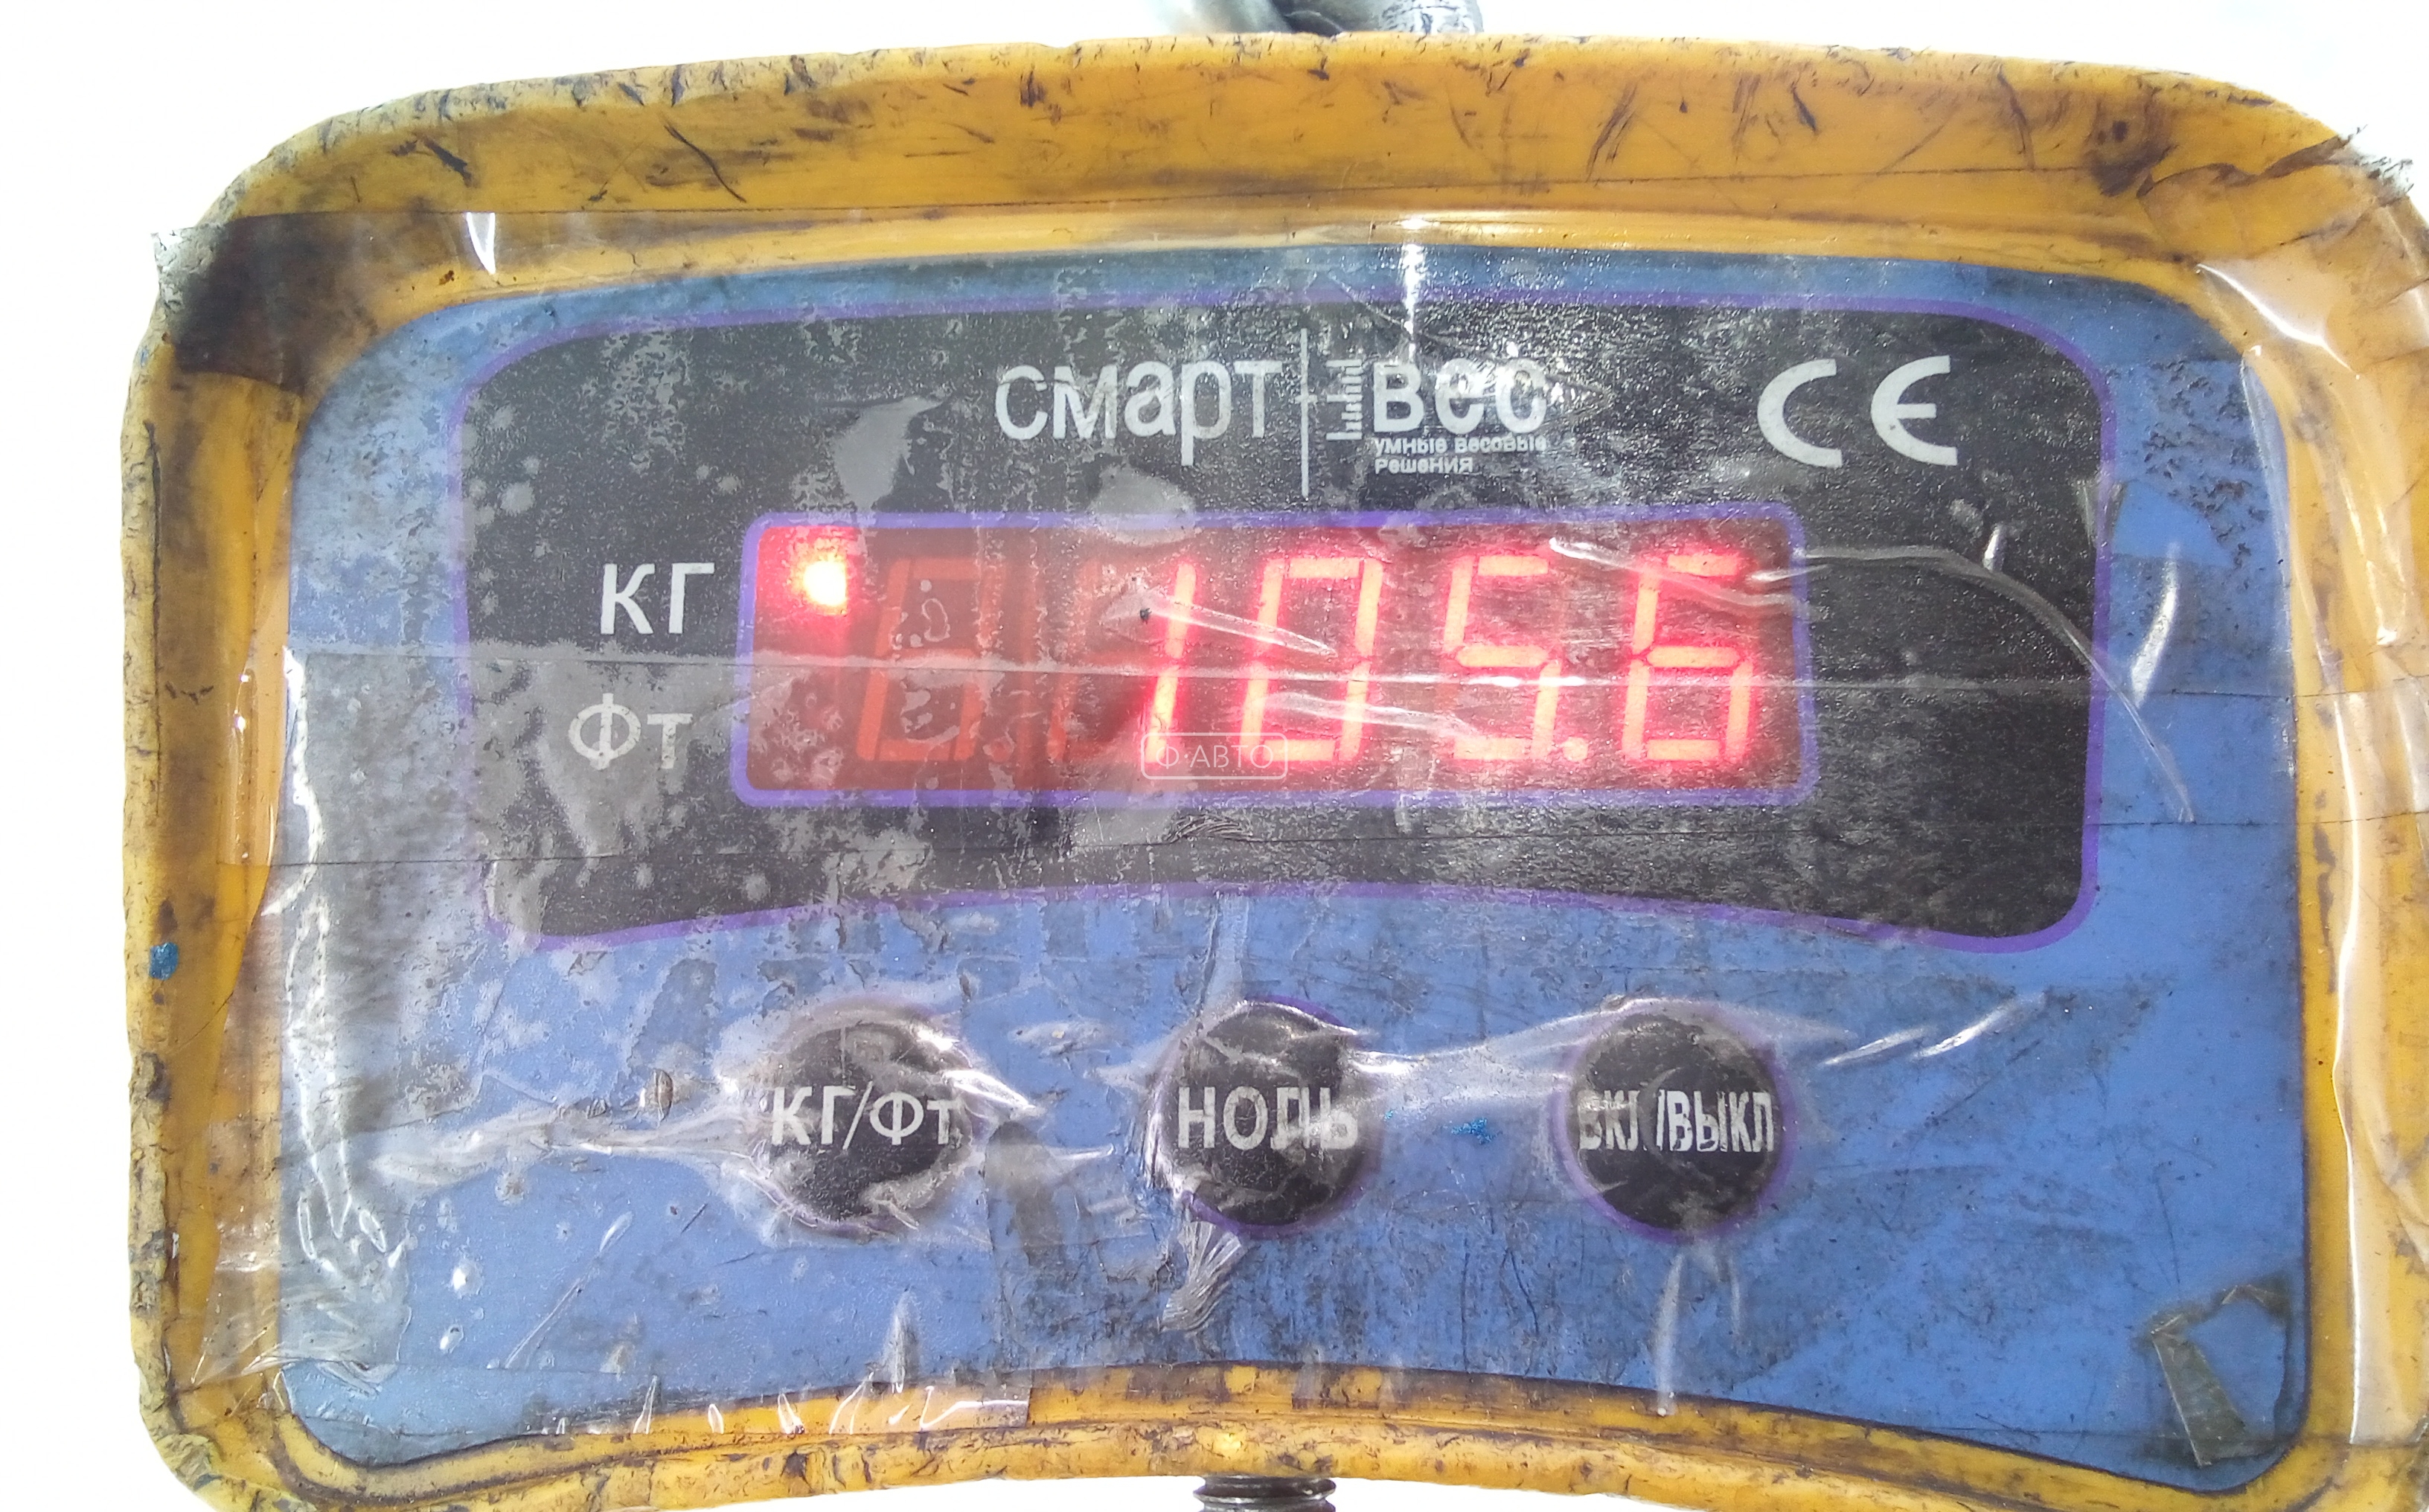 смарт вес
умные весовые
решения
CE
КГ
105.6
Фт
Ф·АВТО
КГ/Фт
НОЛЬ
ВКЛ/ВЫКЛ